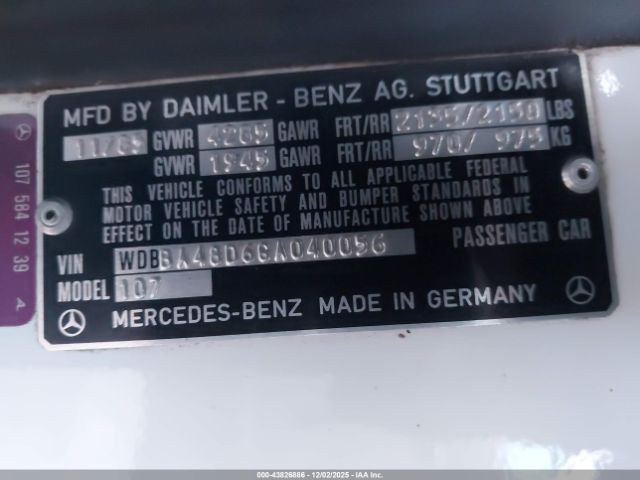 MFD BY DAIMLER - BENZ AG. STUTTGART
11/85 GVWR 4285 GAWR FRT/RR 2135/2150 LBS
GVWR 1945 GAWR FRT/RR 970/ 975 KG
THIS VEHICLE CONFORMS TO ALL APPLICABLE FEDERAL
MOTOR VEHICLE SAFETY AND BUMPER STANDARDS IN
EFFECT ON THE DATE OF MANUFACTURE SHOWN ABOVE
VIN WDBBA48D6GA040056 PASSENGER CAR
MODEL 107
MERCEDES-BENZ MADE IN GERMANY
107 584 12 39 A
000-43826886 - 12/02/2025 - IAA Inc.